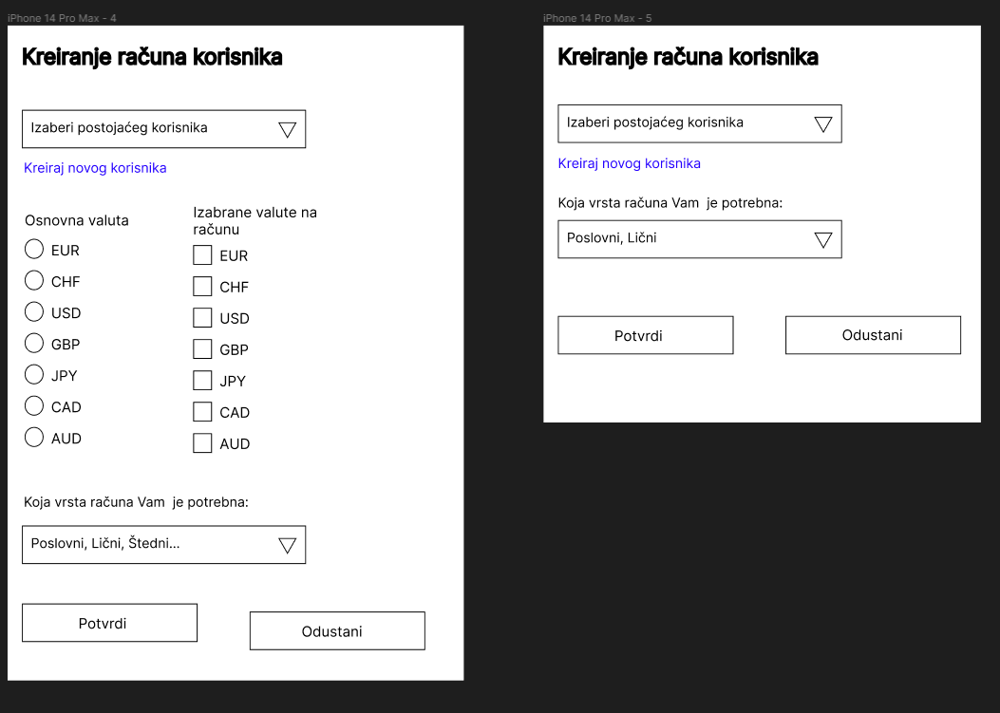 iPhone 14 Pro Max - 4
Kreiranje računa korisnika
Izaberi postojaćeg korisnika
Kreiraj novog korisnika
Osnovna valuta
EUR
CHF
USD
GBP
JPY
CAD
AUD
Izabrane valute na
računu
EUR
CHF
USD
GBP
JPY
CAD
AUD
Koja vrsta računa Vam  je potrebna:
Poslovni, Lični, Štedni...
Potvrdi
Odustani
iPhone 14 Pro Max - 5
Kreiranje računa korisnika
Izaberi postojaćeg korisnika
Kreiraj novog korisnika
Koja vrsta računa Vam  je potrebna:
Poslovni, Lični
Potvrdi
Odustani